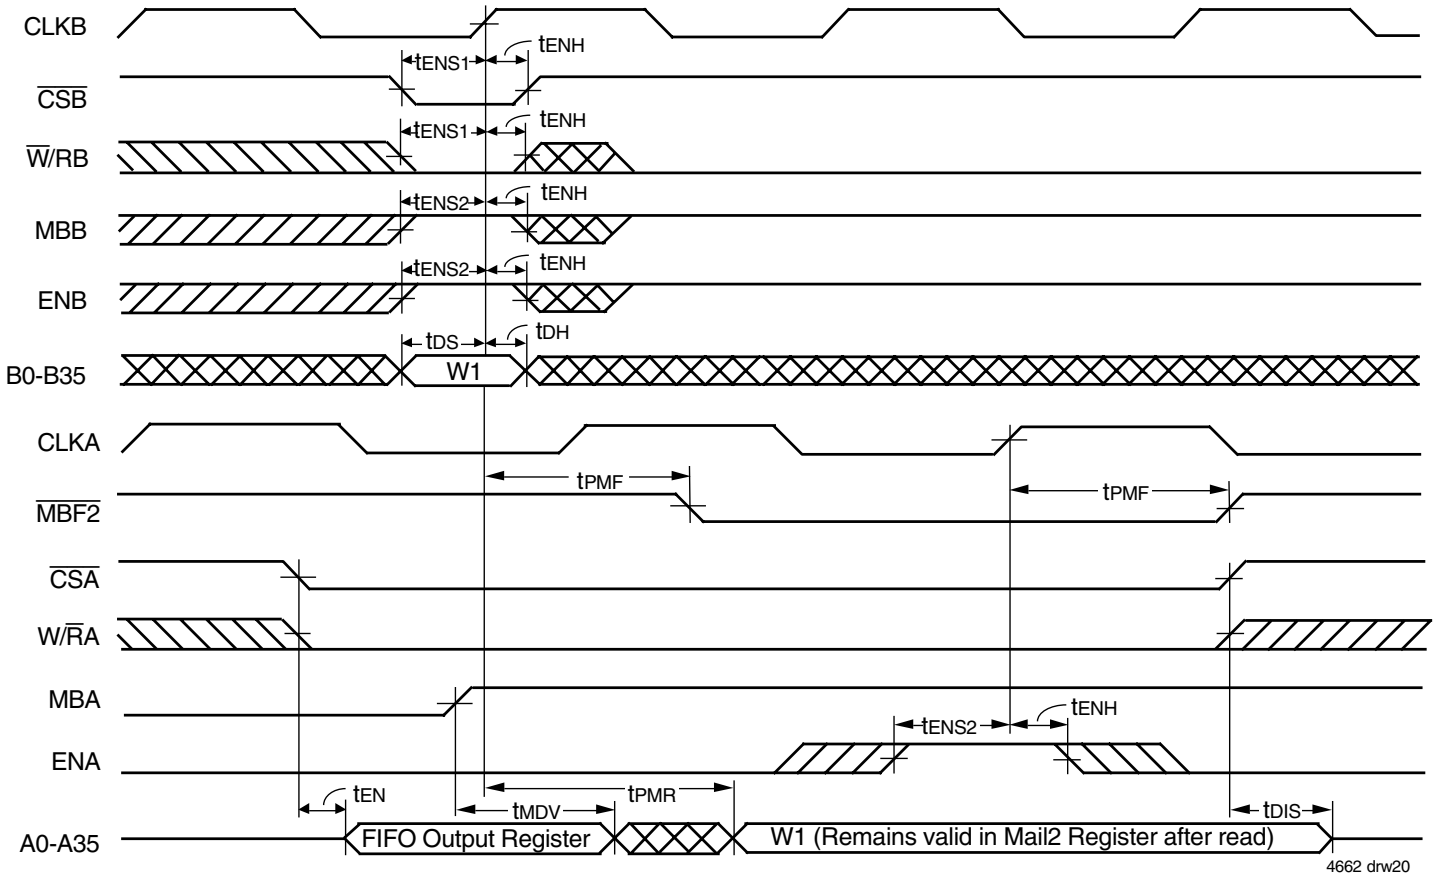 CLKB
tENS1
tENH
CSB
tENS1
tENH
W/RB
tENS2
tENH
MBB
tENS2
tENH
ENB
tDS
tDH
B0-B35
W1
CLKA
tPMF
tPMF
MBF2
CSA
W/RA
MBA
tENS2
tENH
ENA
tEN
tMDV
tPMR
tDIS
A0-A35
FIFO Output Register
W1 (Remains valid in Mail2 Register after read)
4662 drw20